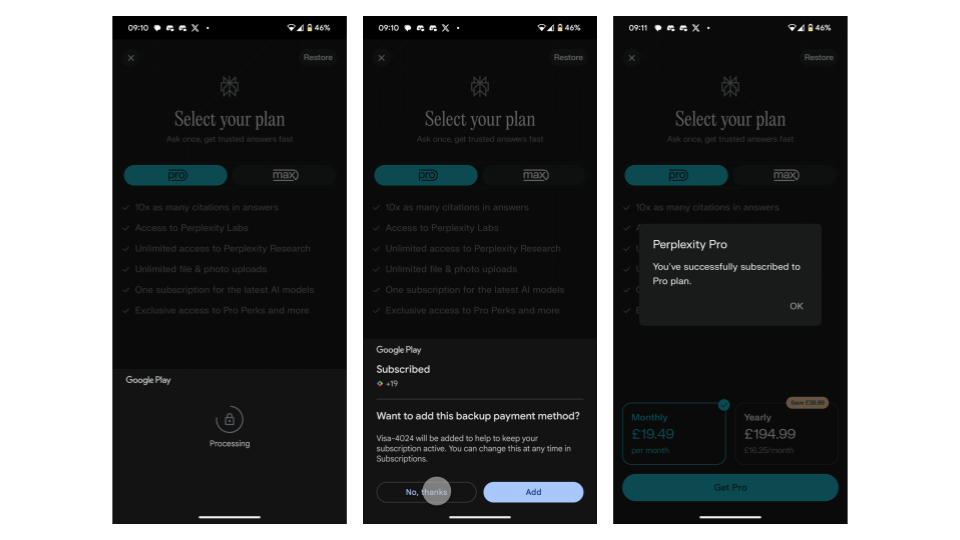 09:10
46%
Restore
Select your plan
Ask once, get trusted answers fast
pro
max
10x as many citations in answers
Access to Perplexity Labs
Unlimited access to Perplexity Research
Unlimited file & photo uploads
One subscription for the latest AI models
Exclusive access to Pro Perks and more
Google Play
Processing
09:10
46%
Restore
Select your plan
Ask once, get trusted answers fast
pro
max
10x as many citations in answers
Access to Perplexity Labs
Unlimited access to Perplexity Research
Unlimited file & photo uploads
One subscription for the latest AI models
Exclusive access to Pro Perks and more
Google Play
Subscribed
+19
Want to add this backup payment method?
Visa-4024 will be added to help to keep your
subscription active. You can change this at any time in
Subscriptions.
No, thanks
Add
09:11
46%
Restore
Select your plan
Ask once, get trusted answers fast
pro
max
10x as many citations in answers
Perplexity Pro
You've successfully subscribed to
Pro plan.
OK
Monthly
£19.49
per month
Yearly
£194.99
£16.25/month
Get Pro